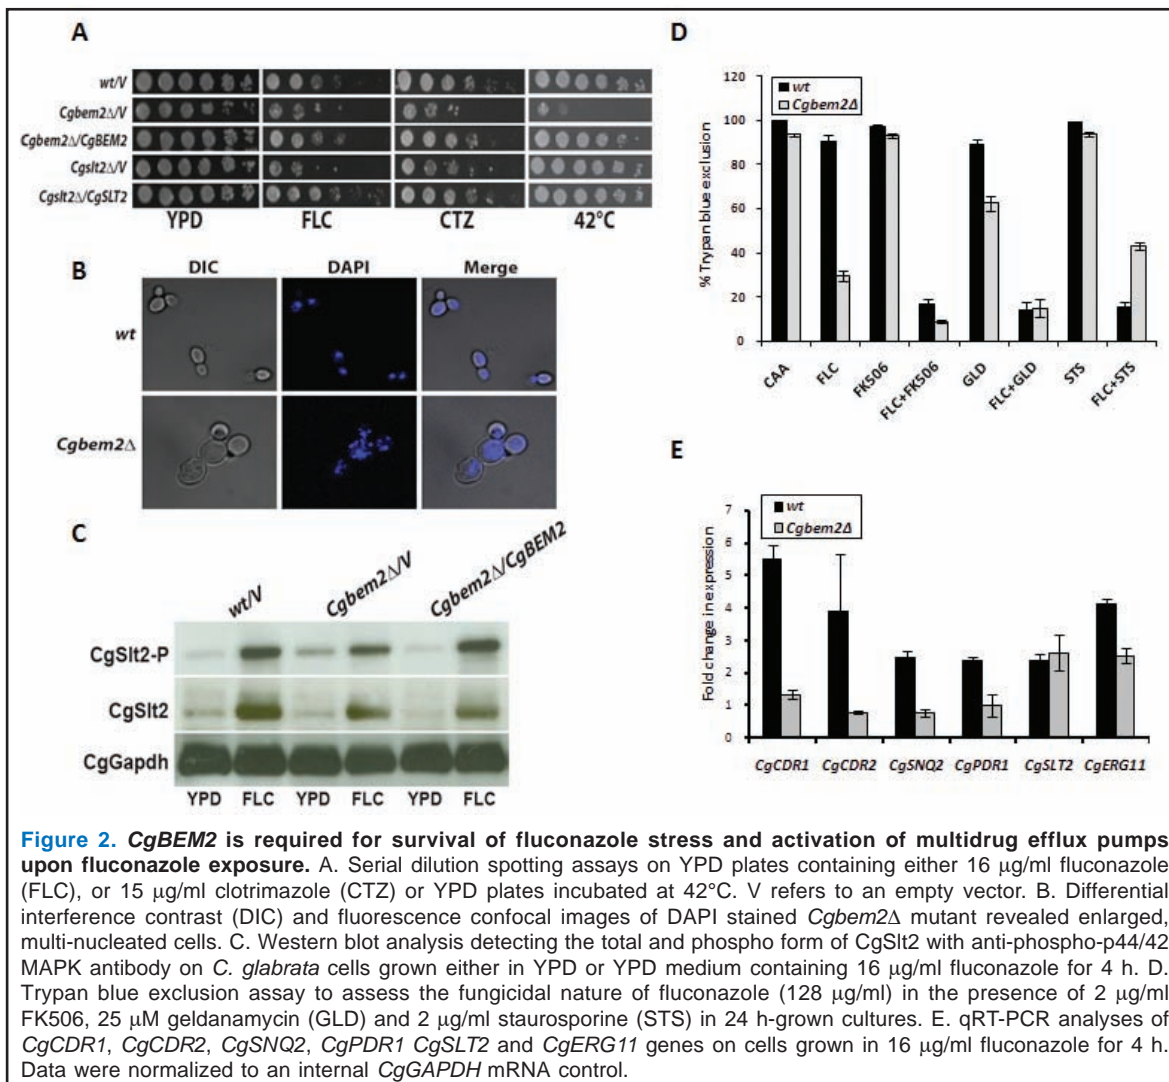 A
wt/V
Cgbem2Δ/V
Cgbem2Δ/CgBEM2
Cgslt2Δ/V
Cgslt2Δ/CgSLT2
YPD FLC CTZ 42°C
B
DIC DAPI Merge
wt
Cgbem2Δ
C
wt/V Cgbem2Δ/V Cgbem2Δ/CgBEM2
CgSlt2-P
CgSlt2
CgGapdh
YPD FLC YPD FLC YPD FLC
D
% Trypan blue exclusion
120
100
80
60
40
20
0
wt
Cgbem2Δ
CAA FLC FK506 FLC+FK506 GLD FLC+GLD STS FLC+STS
E
Fold change in expression
7
6
5
4
3
2
1
0
wt
Cgbem2Δ
CgCDR1 CgCDR2 CgSNQ2 CgPDR1 CgSLT2 CgERG11
Figure 2. CgBEM2 is required for survival of fluconazole stress and activation of multidrug efflux pumps
upon fluconazole exposure. A. Serial dilution spotting assays on YPD plates containing either 16 μg/ml fluconazole
(FLC), or 15 μg/ml clotrimazole (CTZ) or YPD plates incubated at 42°C. V refers to an empty vector. B. Differential
interference contrast (DIC) and fluorescence confocal images of DAPI stained Cgbem2Δ mutant revealed enlarged,
multi-nucleated cells. C. Western blot analysis detecting the total and phospho form of CgSlt2 with anti-phospho-p44/42
MAPK antibody on C. glabrata cells grown either in YPD or YPD medium containing 16 μg/ml fluconazole for 4 h. D.
Trypan blue exclusion assay to assess the fungicidal nature of fluconazole (128 μg/ml) in the presence of 2 μg/ml
FK506, 25 μM geldanamycin (GLD) and 2 μg/ml staurosporine (STS) in 24 h-grown cultures. E. qRT-PCR analyses of
CgCDR1, CgCDR2, CgSNQ2, CgPDR1 CgSLT2 and CgERG11 genes on cells grown in 16 μg/ml fluconazole for 4 h.
Data were normalized to an internal CgGAPDH mRNA control.